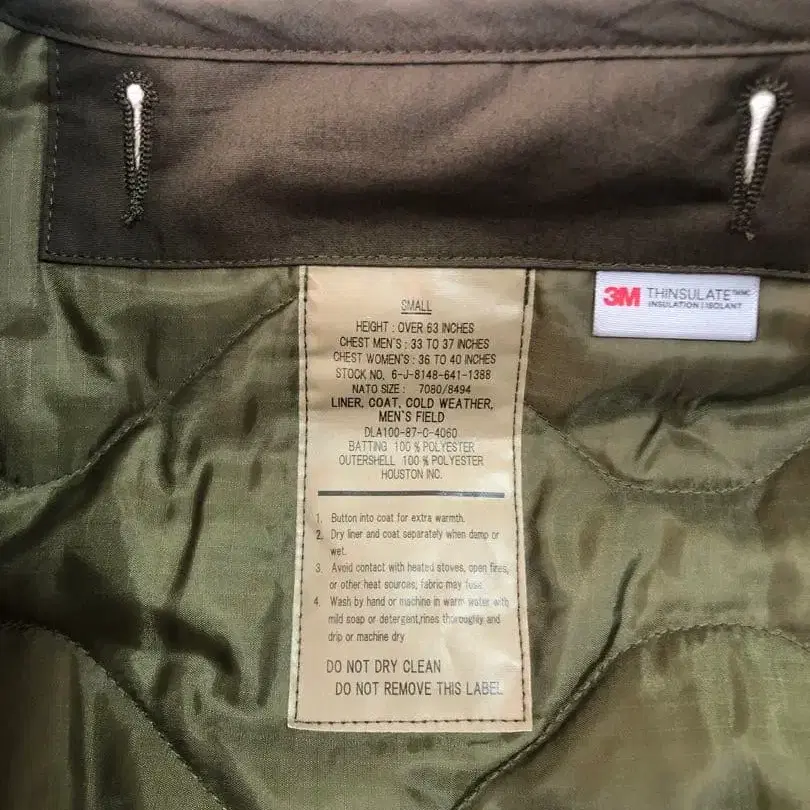 SMALL
HEIGHT : OVER 63 INCHES
CHEST MEN'S : 33 TO 37 INCHES
CHEST WOMEN'S : 36 TO 40 INCHES
STOCK NO. 6-J-8148-641-1388
NATO SIZE : 7080/8494
LINER, COAT, COLD WEATHER,
MEN'S FIELD
DLA100-87-C-4060
BATTING 100 % POLYESTER
OUTERSHELL 100 % POLYESTER
HOUSTON INC.
1. Button into coat for extra warmth.
2. Dry liner and coat separately when damp or
wet.
3. Avoid contact with heated stoves, open fires,
or other heat sources; fabric may fuse.
4. Wash by hand or machine in warm water with
mild soap or detergent,rines thoroughly and
drip or machine dry
DO NOT DRY CLEAN
DO NOT REMOVE THIS LABEL
3M THINSULATE™/MC
INSULATION | ISOLANT